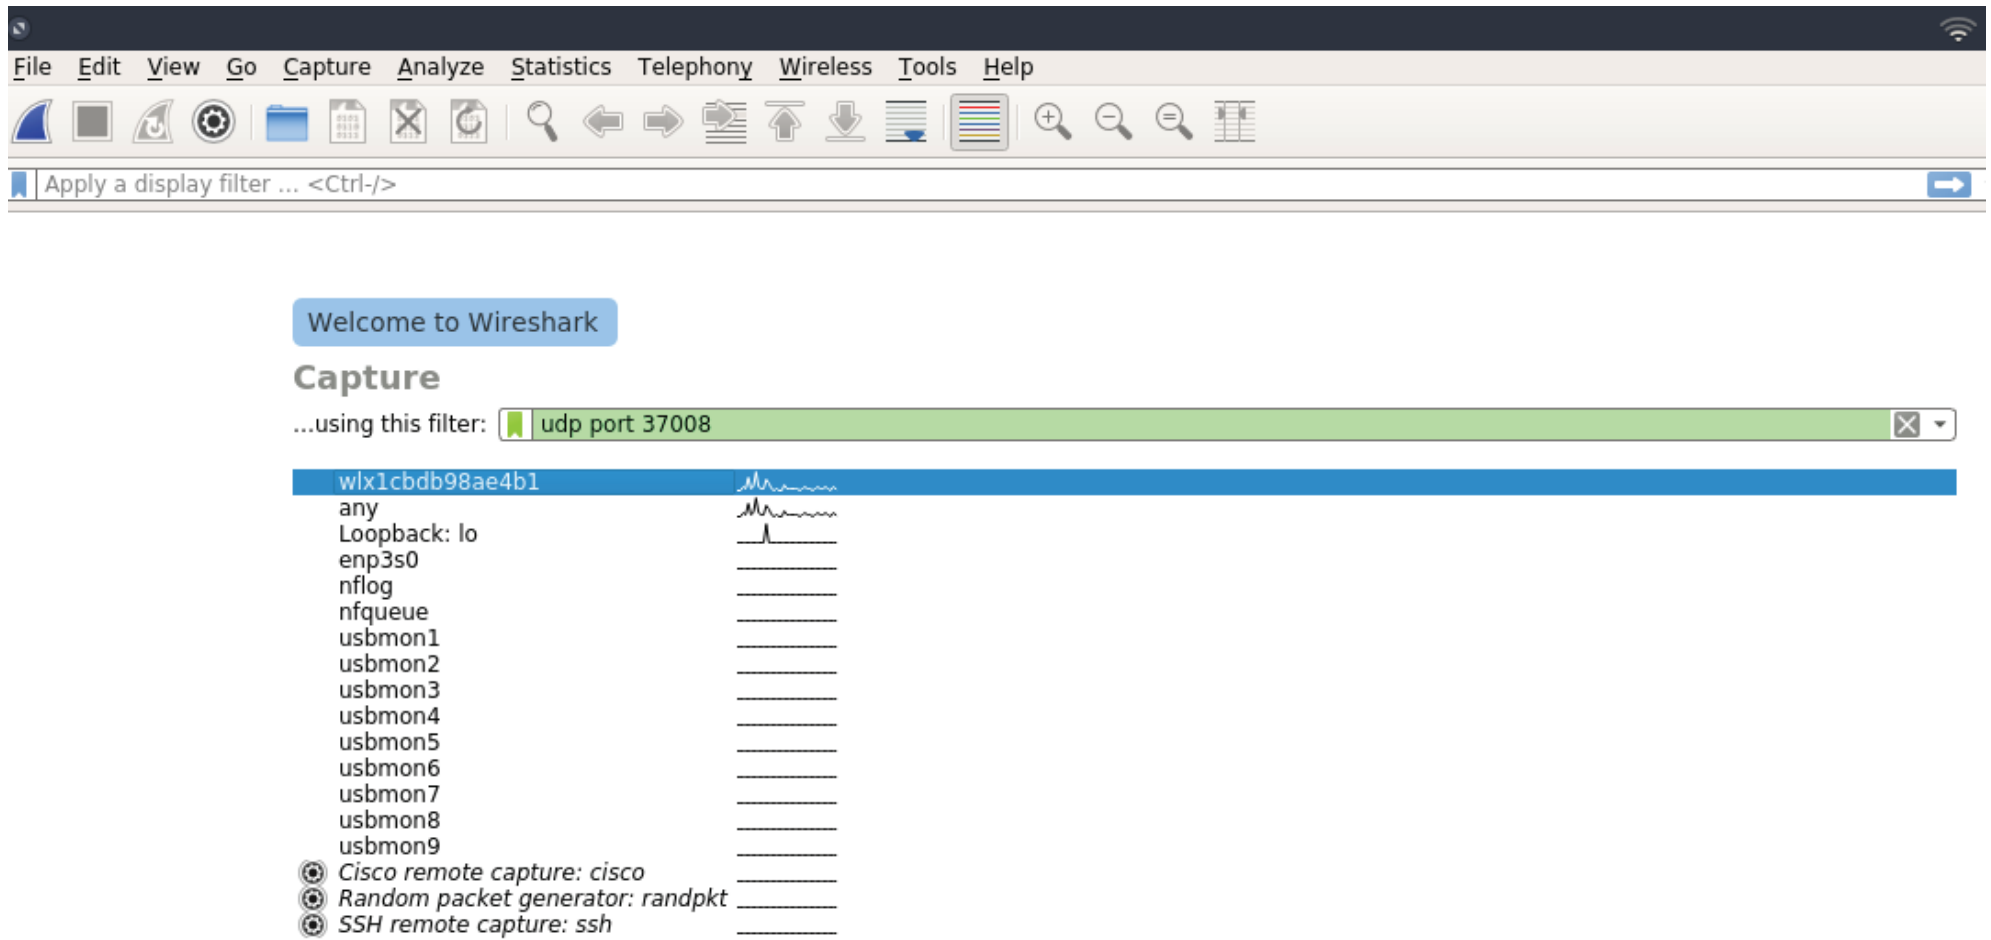 File Edit View Go Capture Analyze Statistics Telephony Wireless Tools Help
Apply a display filter ... <Ctrl-/>
Welcome to Wireshark
Capture
...using this filter: udp port 37008
wlx1cbdb98ae4b1
any
Loopback: lo
enp3s0
nflog
nfqueue
usbmon1
usbmon2
usbmon3
usbmon4
usbmon5
usbmon6
usbmon7
usbmon8
usbmon9
Cisco remote capture: cisco
Random packet generator: randpkt
SSH remote capture: ssh